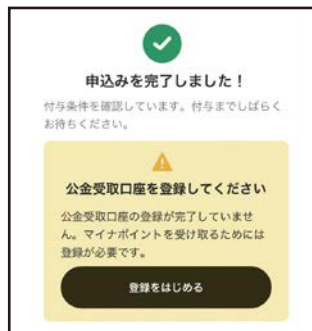 申込みを完了しました！
付与条件を確認しています。付与までしばらく
お待ちください。
公金受取口座を登録してください
公金受取口座の登録が完了していませ
ん。マイナポイントを受け取るためには
登録が必要です。
登録をはじめる